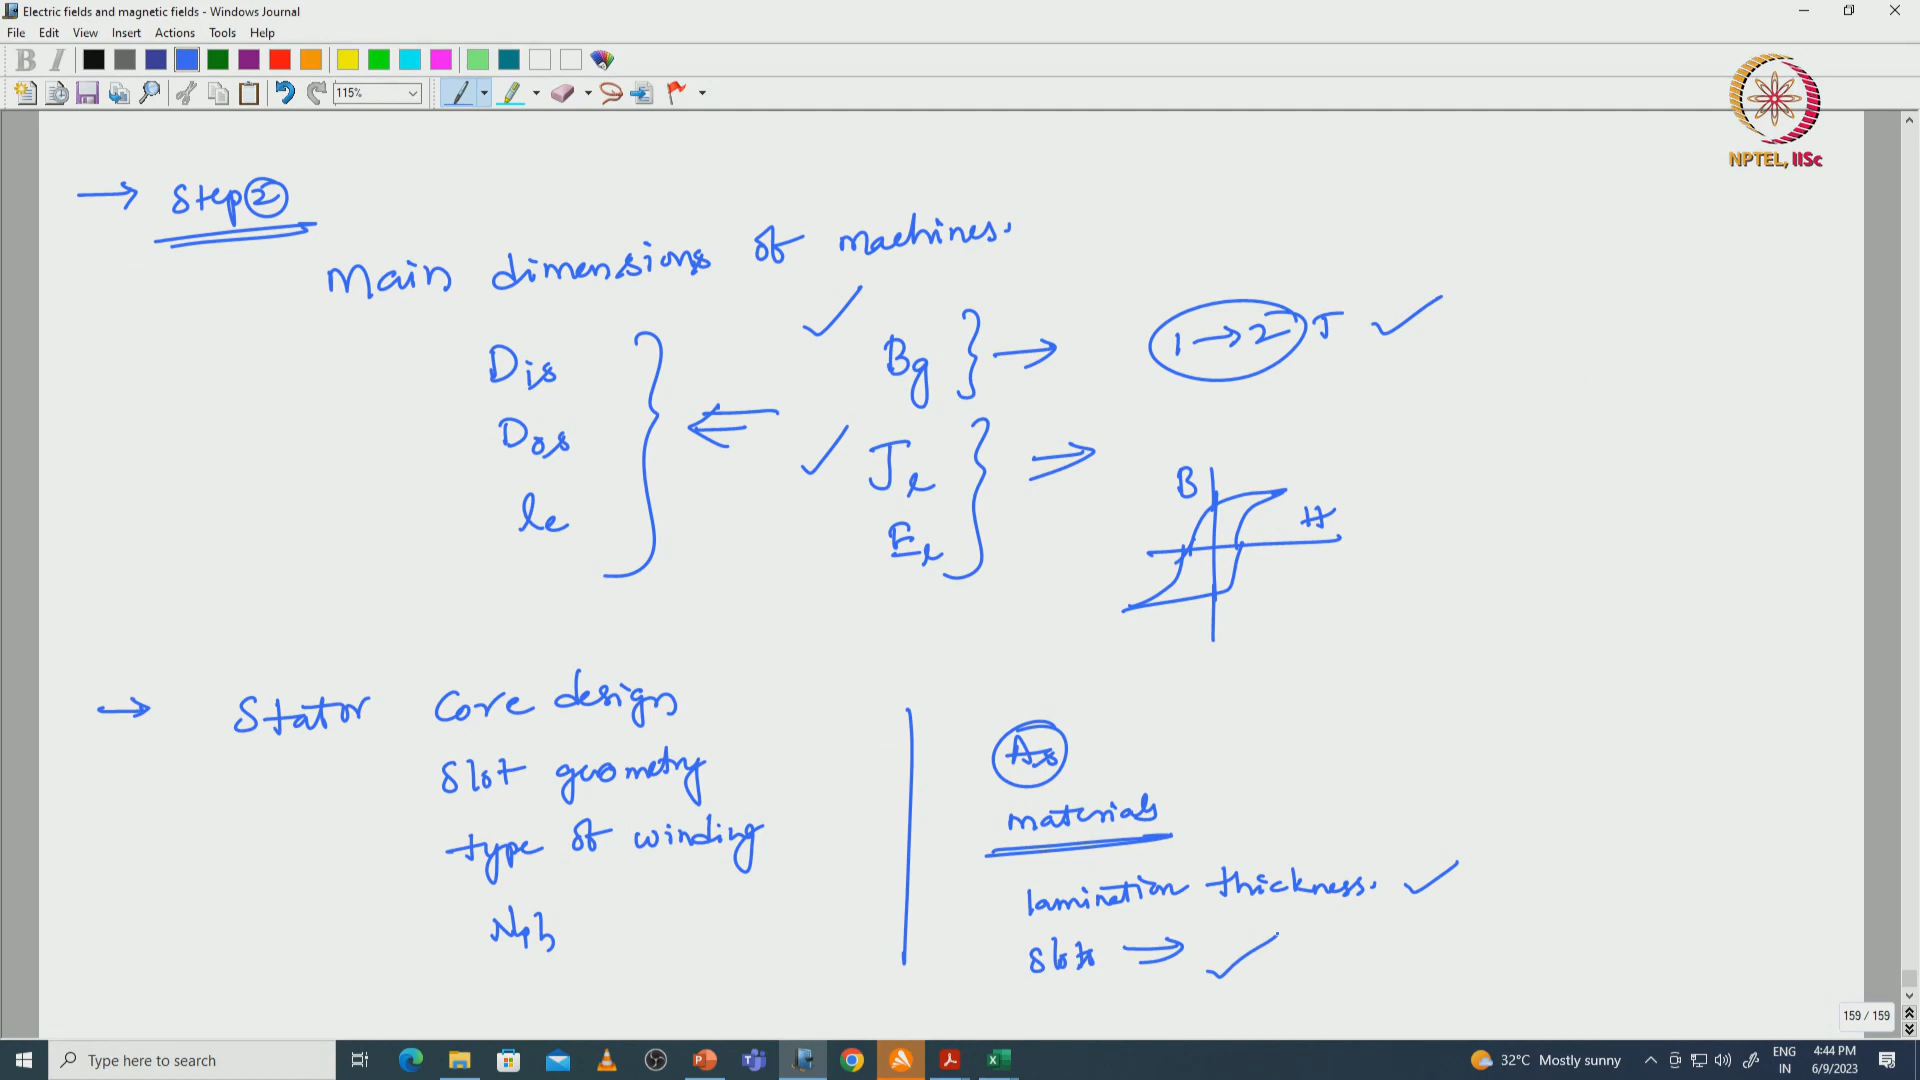 Electric fields and magnetic fields - Windows Journal
File Edit View Insert Actions Tools Help
B I
115%
NPTEL, IISc
→ Step ②
Main dimensions of machines.
Dis
Dos
le
Bg
1 → 2 T
Je
El
B
H
→ Stator Core design
Slot geometry
type of winding
Nph
As
materials
lamination thickness.
Slots →
159 / 159
Type here to search
32°C Mostly sunny
ENG
IN
4:44 PM
6/9/2023